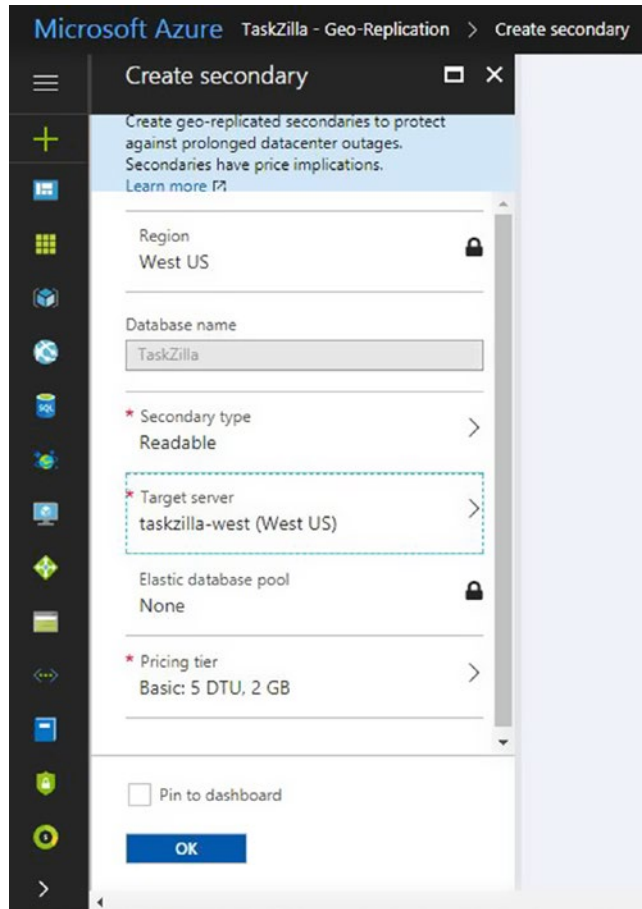 Microsoft Azure TaskZilla - Geo-Replication > Create secondary
Create secondary
Create geo-replicated secondaries to protect
against prolonged datacenter outages.
Secondaries have price implications.
Learn more
Region
West US
Database name
TaskZilla
* Secondary type
Readable
* Target server
taskzilla-west (West US)
Elastic database pool
None
* Pricing tier
Basic: 5 DTU, 2 GB
Pin to dashboard
OK
SQL